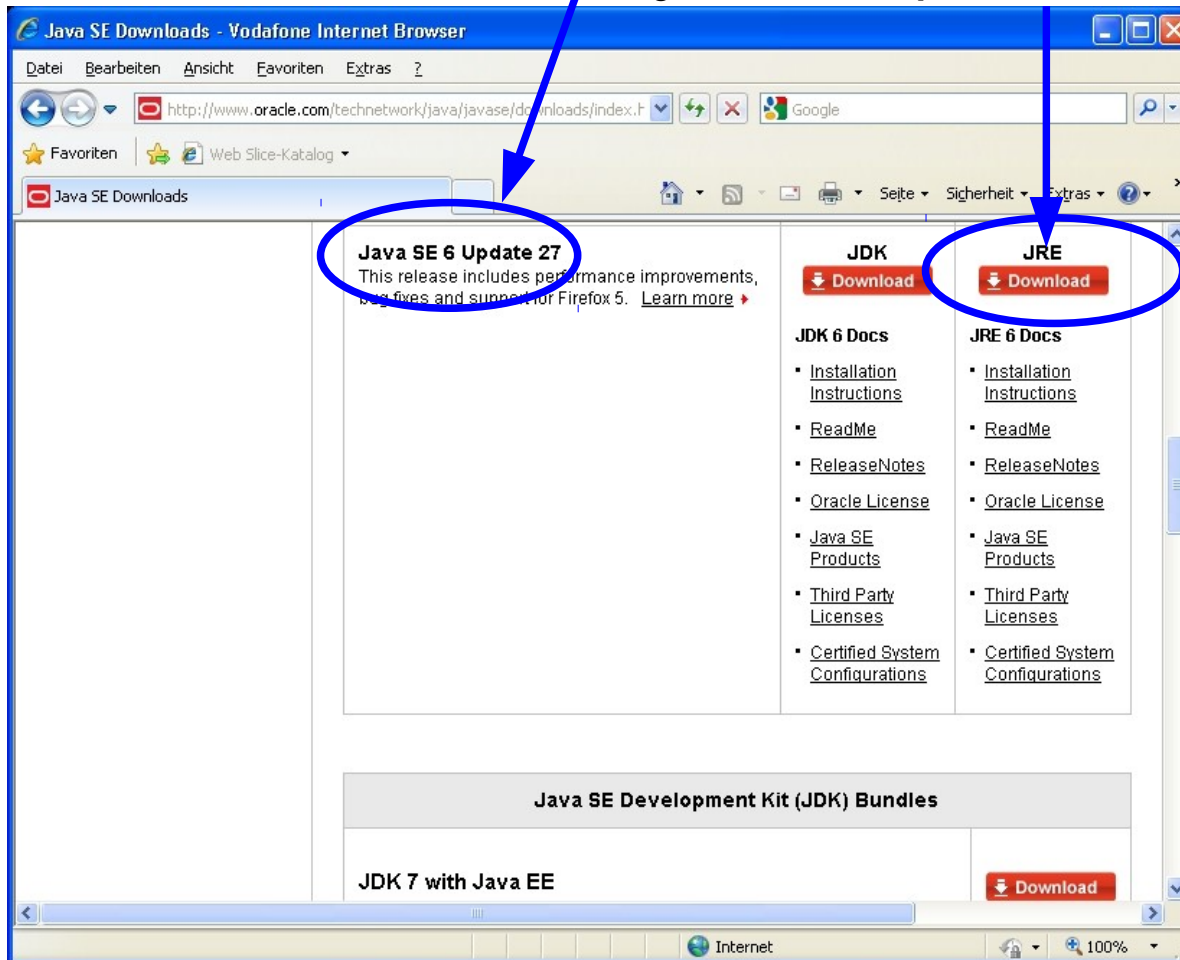 Java SE Downloads - Vodafone Internet Browser
Datei Bearbeiten Ansicht Favoriten Extras ?
http://www.oracle.com/technetwork/java/javase/downloads/index.h
Google
Favoriten Web Slice-Katalog
Java SE Downloads
Seite Sicherheit Extras
Java SE 6 Update 27
This release includes performance improvements,
bug fixes and support for Firefox 5. Learn more
JDK
Download
JDK 6 Docs
Installation
Instructions
ReadMe
ReleaseNotes
Oracle License
Java SE
Products
Third Party
Licenses
Certified System
Configurations
JRE
Download
JRE 6 Docs
Installation
Instructions
ReadMe
ReleaseNotes
Oracle License
Java SE
Products
Third Party
Licenses
Certified System
Configurations
Java SE Development Kit (JDK) Bundles
JDK 7 with Java EE
Download
Internet
100%